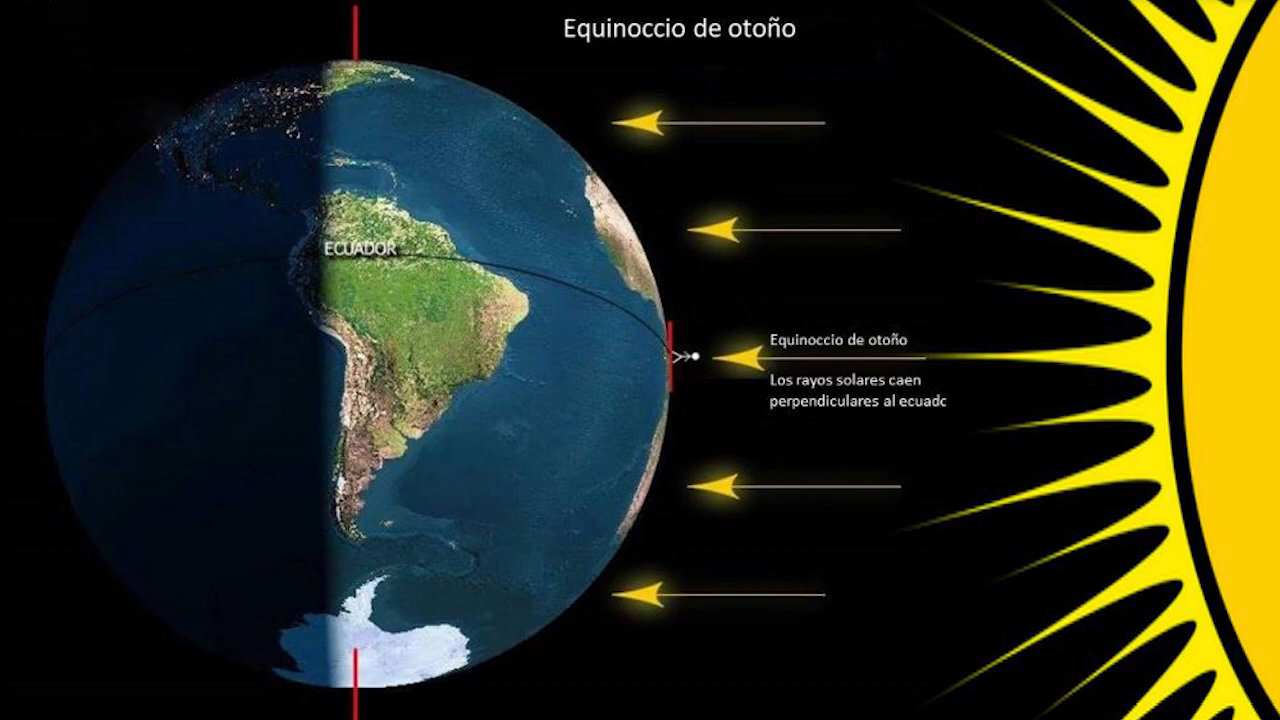 Equinoccio de otoño
ECUADOR
Equinoccio de otoño
Los rayos solares caen
perpendiculares al ecuadc